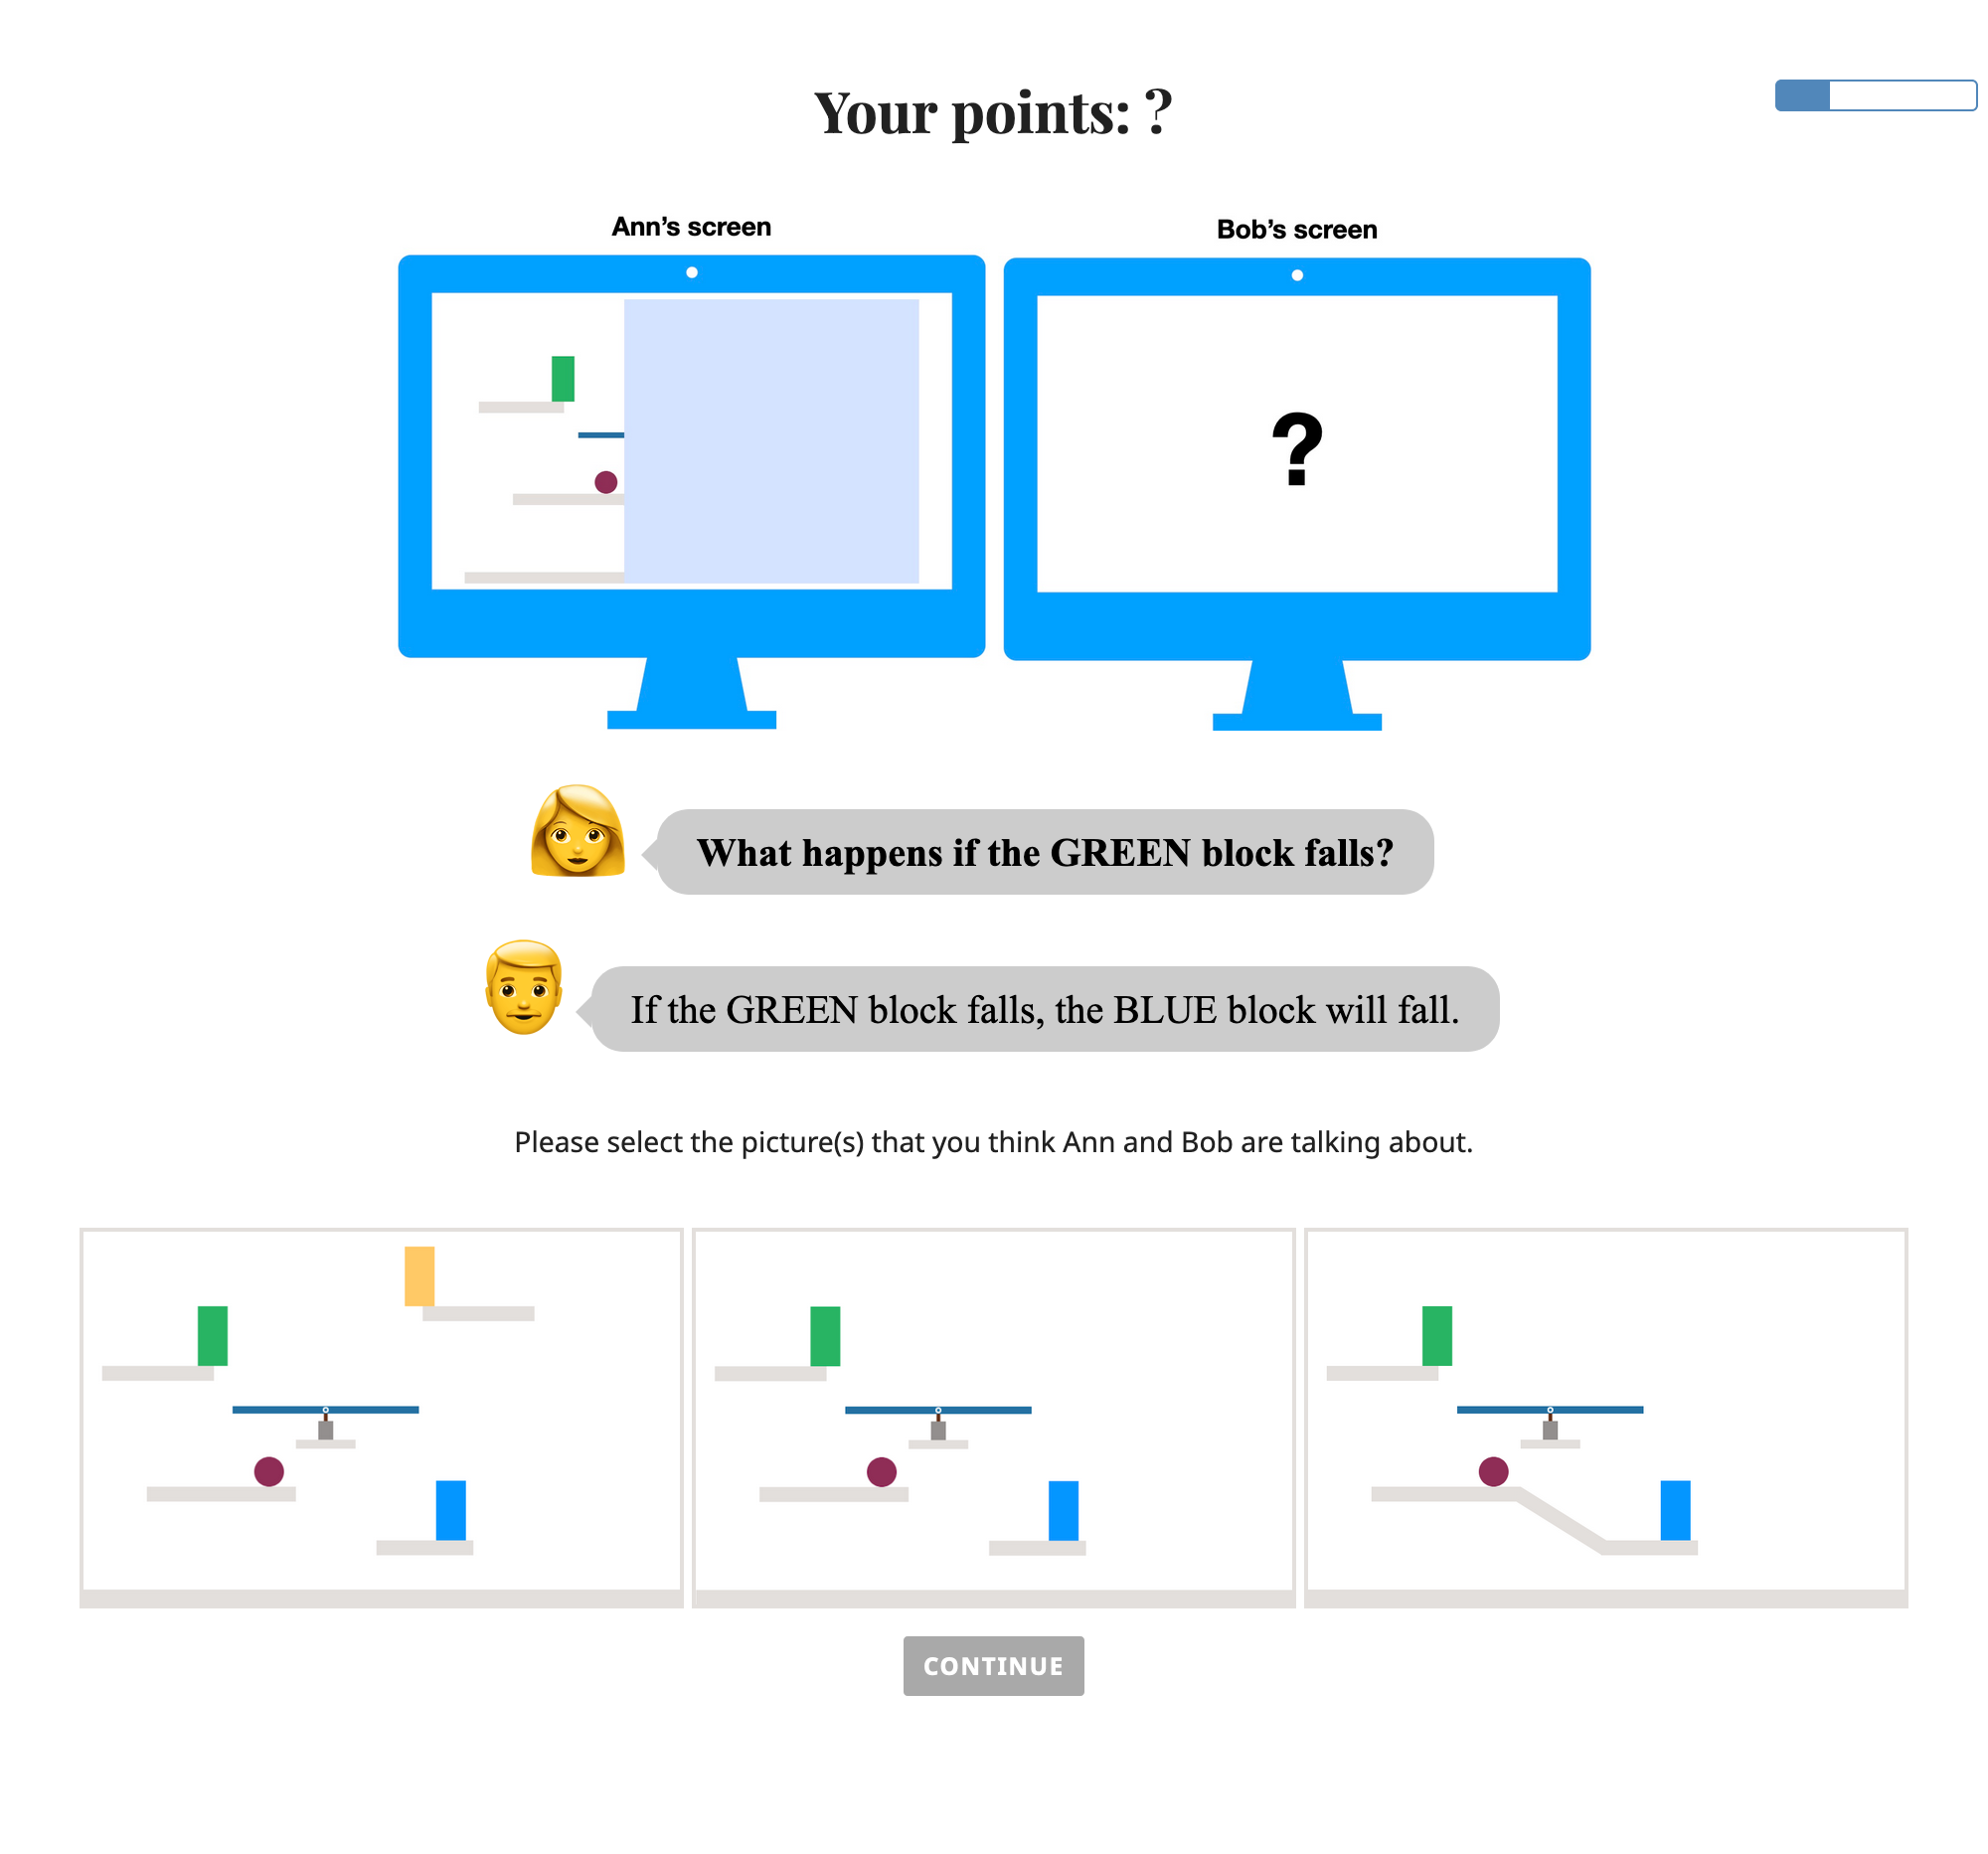 Your points: ?
Ann’s screen
Bob’s screen
?
What happens if the GREEN block falls?
If the GREEN block falls, the BLUE block will fall.
Please select the picture(s) that you think Ann and Bob are talking about.
CONTINUE